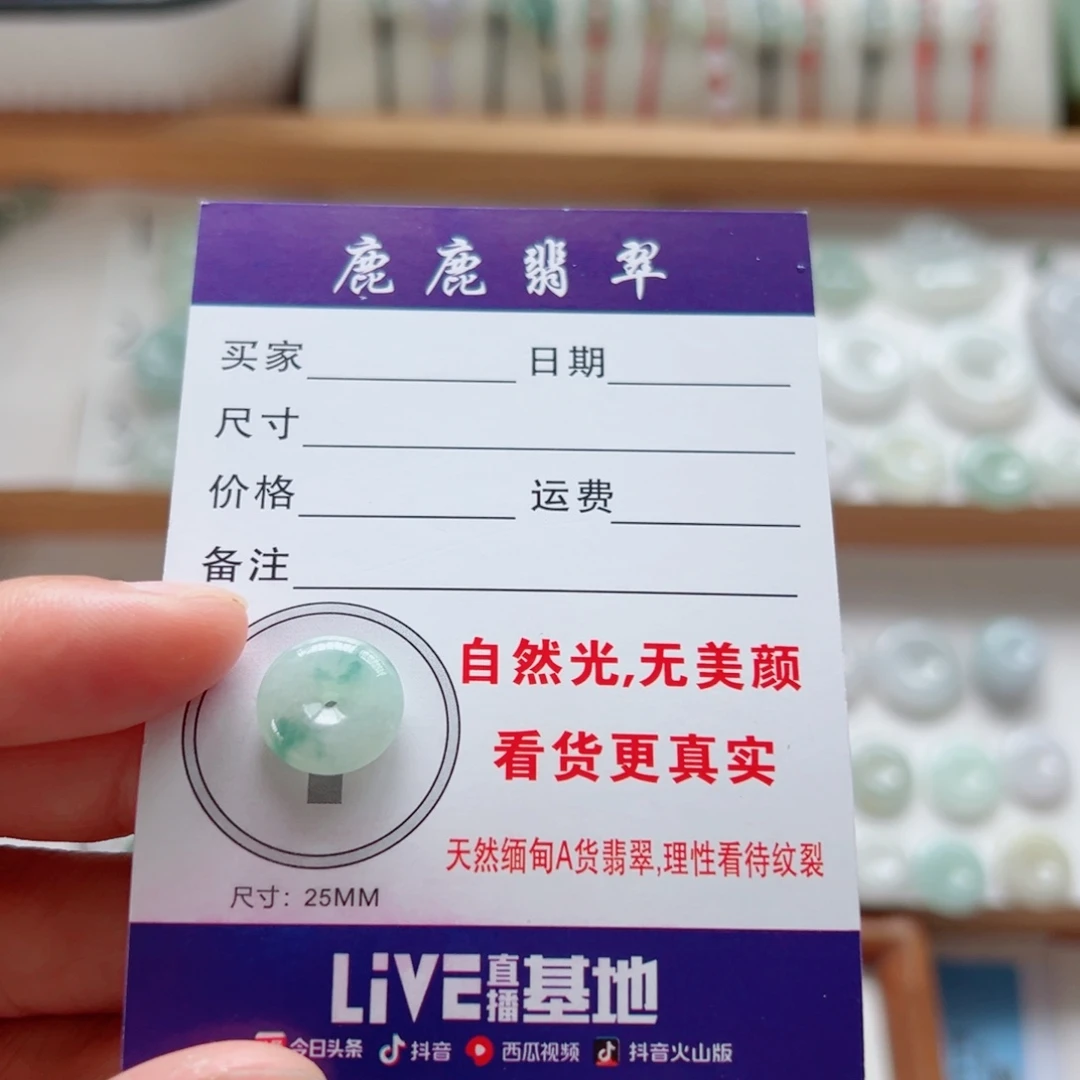 鹿鹿翡翠
买家 日期
尺寸
价格 运费
备注
自然光,无美颜
看货更真实
天然缅甸A货翡翠,理性看待纹裂
尺寸：25MM
LiVE直播基地
今日头条 抖音 西瓜视频 抖音火山版